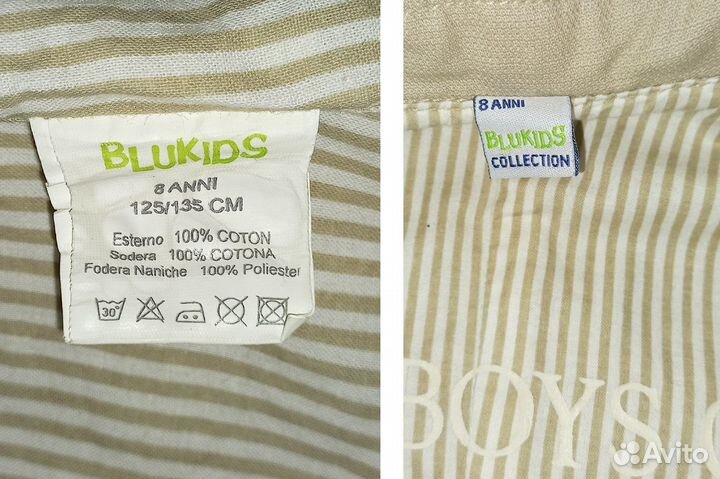 BLUKIDS
8 ANNI
125/135 CM
Esterno 100% COTON
Sodera 100% COTONA
Fodera Naniche 100% Poliester
30°
8 ANNI
BLUKIDS
COLLECTION
BOYS
Avito